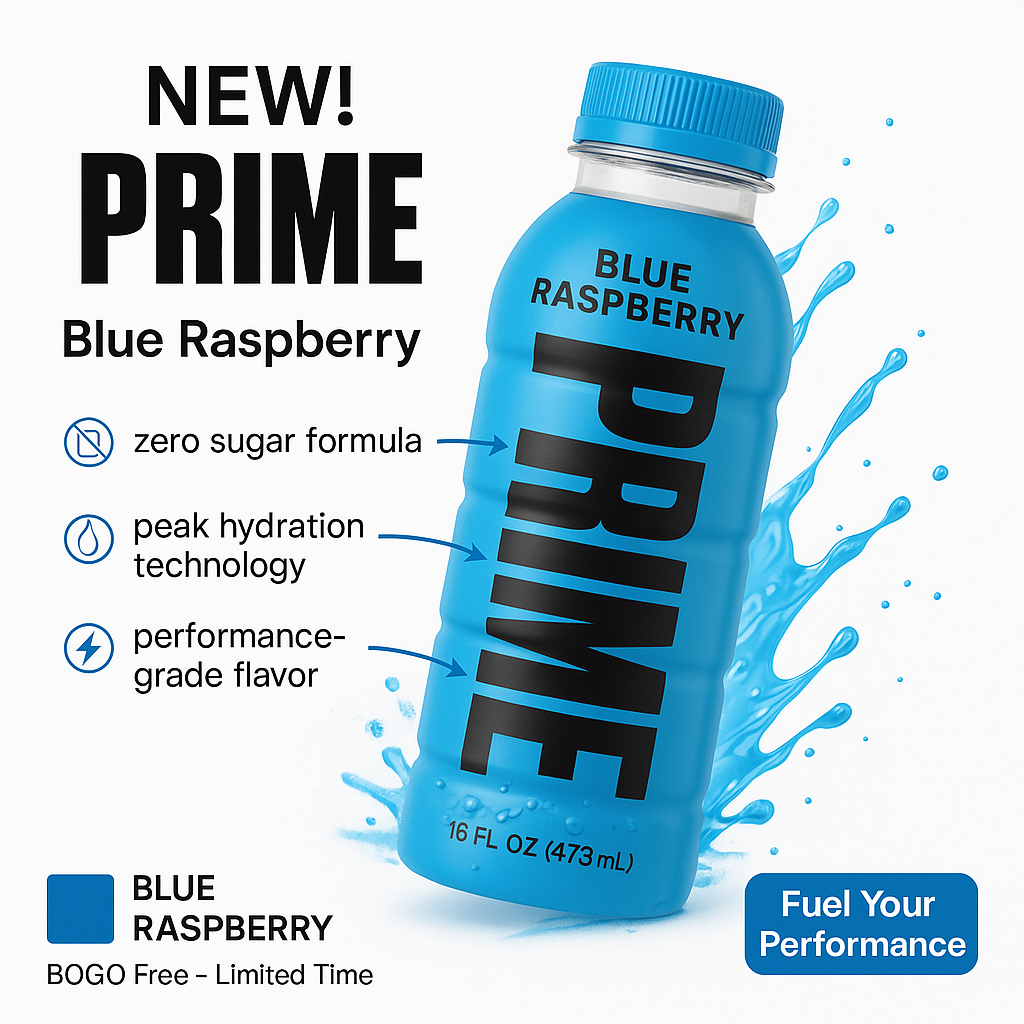 NEW!
PRIME
Blue Raspberry
zero sugar formula
peak hydration
technology
performance-
grade flavor
BLUE
RASPBERRY
PRIME
16 FL OZ (473 mL)
BLUE
RASPBERRY
BOGO Free – Limited Time
Fuel Your
Performance